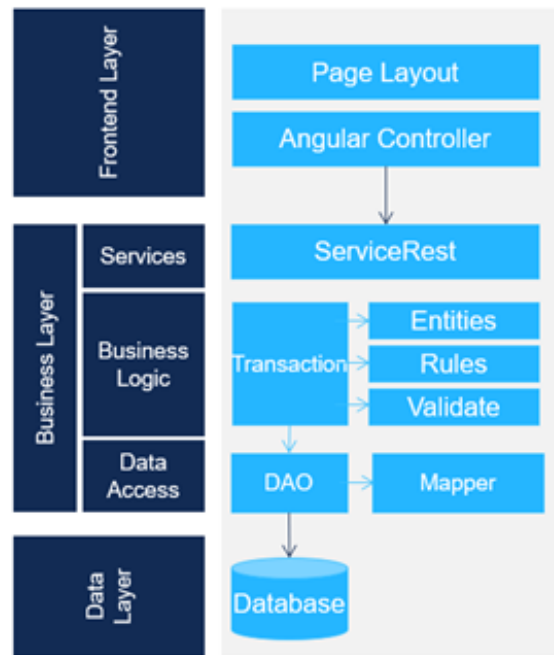 Frontend Layer
Page Layout
Angular Controller
Business Layer
Services
ServiceRest
Business
Logic
Transaction
Entities
Rules
Validate
Data
Access
DAO
Mapper
Data
Layer
Database